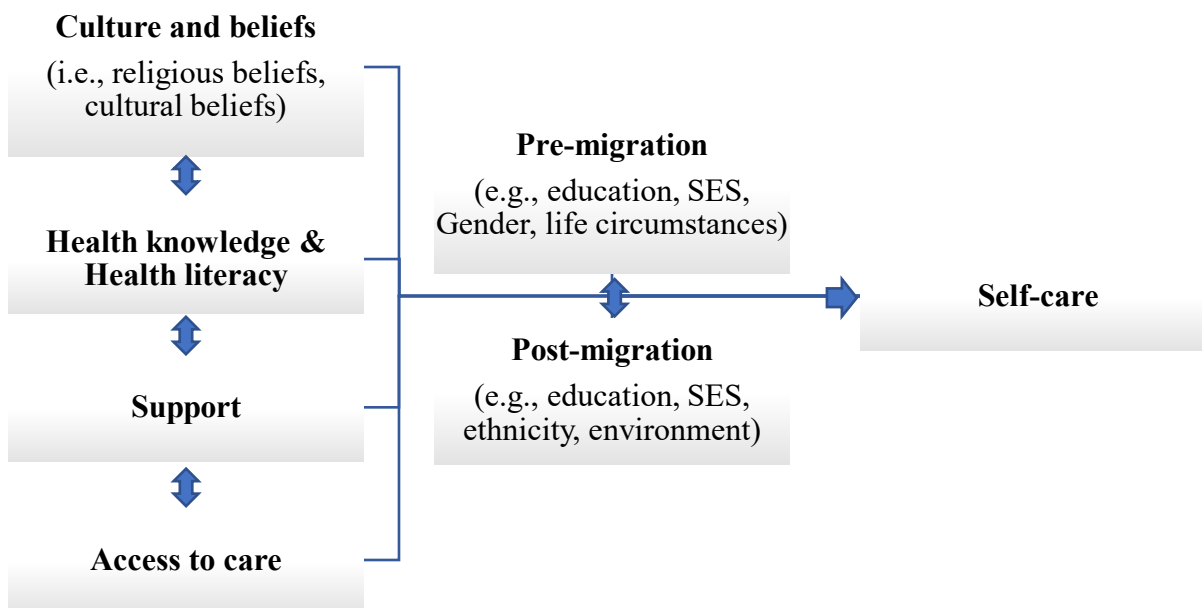 Culture and beliefs
(i.e., religious beliefs,
cultural beliefs)
Health knowledge &
Health literacy
Support
Access to care
Pre-migration
(e.g., education, SES,
Gender, life circumstances)
Post-migration
(e.g., education, SES,
ethnicity, environment)
Self-care